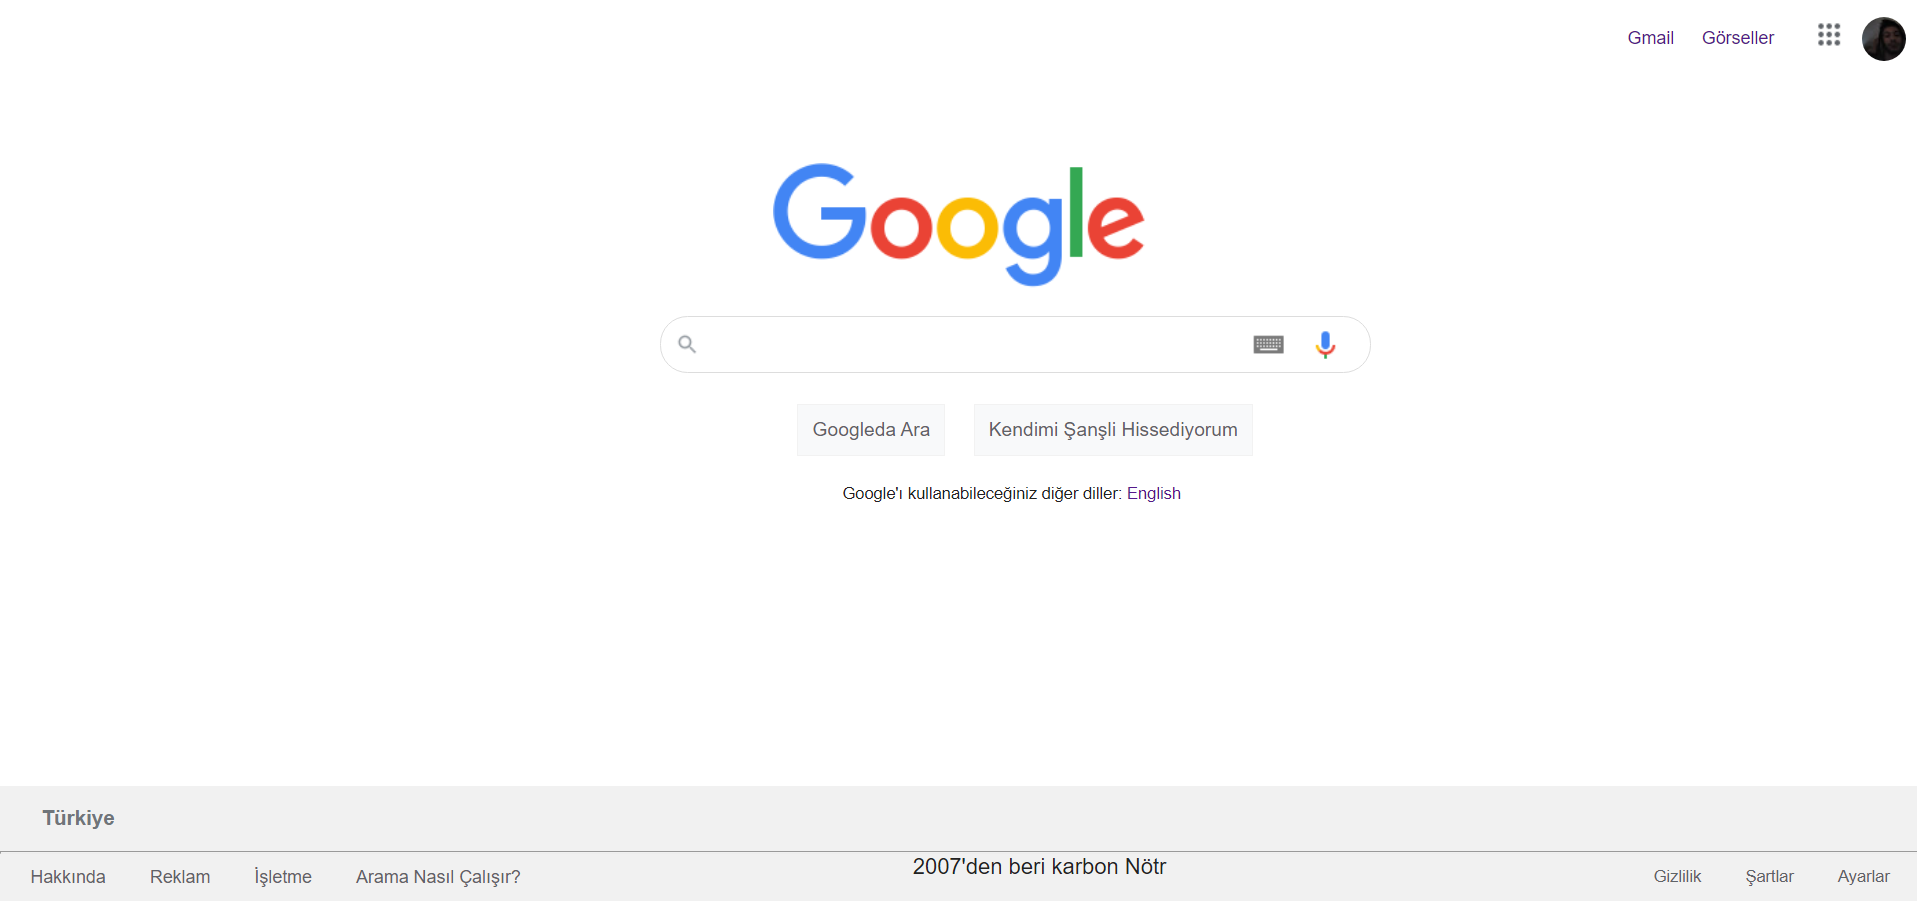 Gmail Görseller
Google
Googleda Ara Kendimi Şanşli Hissediyorum
Google'ı kullanabileceğiniz diğer diller: English
Türkiye
Hakkında Reklam İşletme Arama Nasıl Çalışır? 2007'den beri karbon Nötr Gizlilik Şartlar Ayarlar